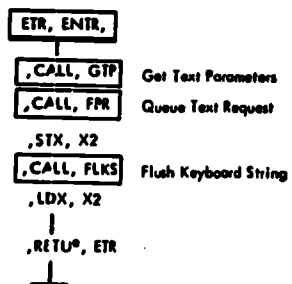 ETR, ENTR,
,CALL, GTP Get Text Parameters
,CALL, FPR Queue Text Request
,STX, X2
,CALL, FLKS Flush Keyboard String
,LDX, X2
,RETU*, ETR